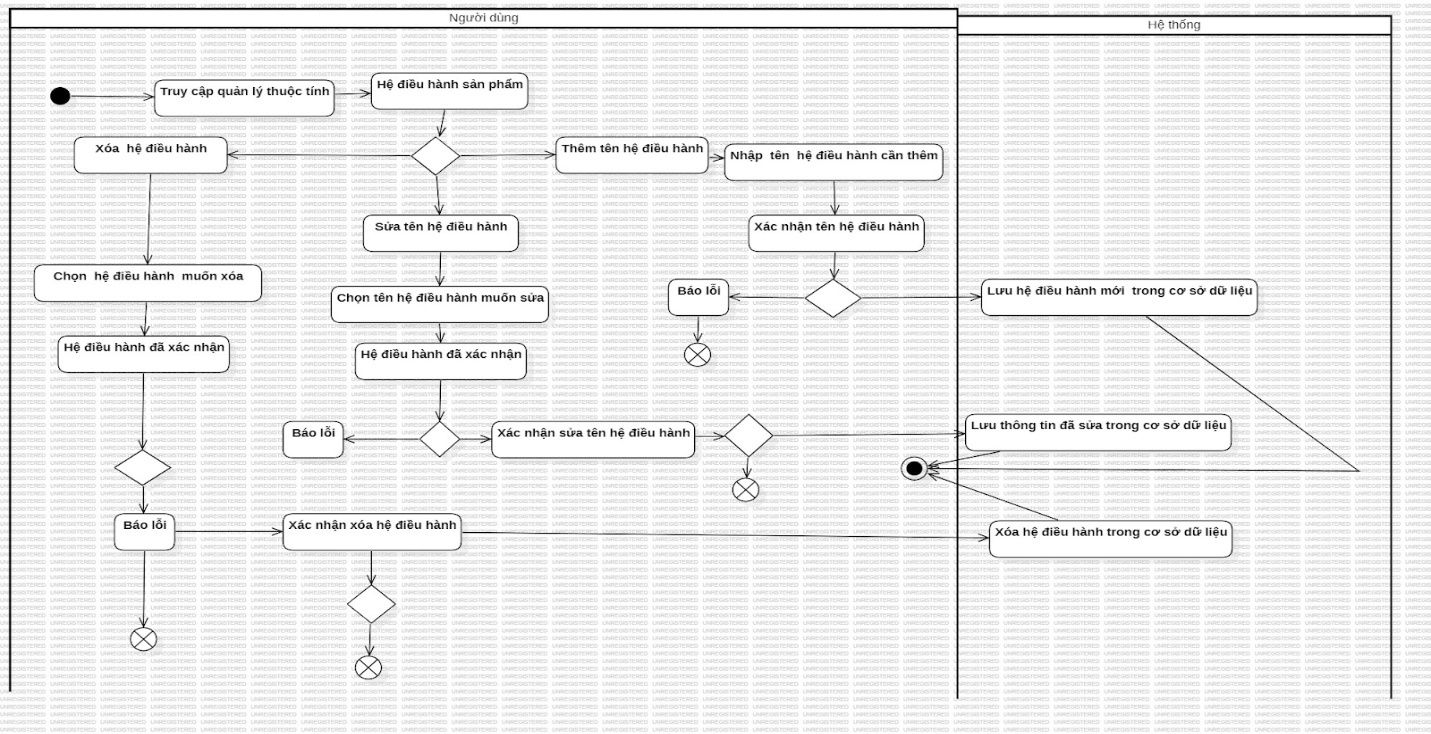 Người dùng
Hệ thống
Truy cập quản lý thuộc tính
Hệ điều hành sản phẩm
Xóa hệ điều hành
Thêm tên hệ điều hành
Nhập tên hệ điều hành cần thêm
Sửa tên hệ điều hành
Xác nhận tên hệ điều hành
Chọn hệ điều hành muốn xóa
Chọn tên hệ điều hành muốn sửa
Báo lỗi
Lưu hệ điều hành mới trong cơ sở dữ liệu
Hệ điều hành đã xác nhận
Hệ điều hành đã xác nhận
Báo lỗi
Xác nhận sửa tên hệ điều hành
Lưu thông tin đã sửa trong cơ sở dữ liệu
Báo lỗi
Xác nhận xóa hệ điều hành
Xóa hệ điều hành trong cơ sở dữ liệu
UNREGISTERED